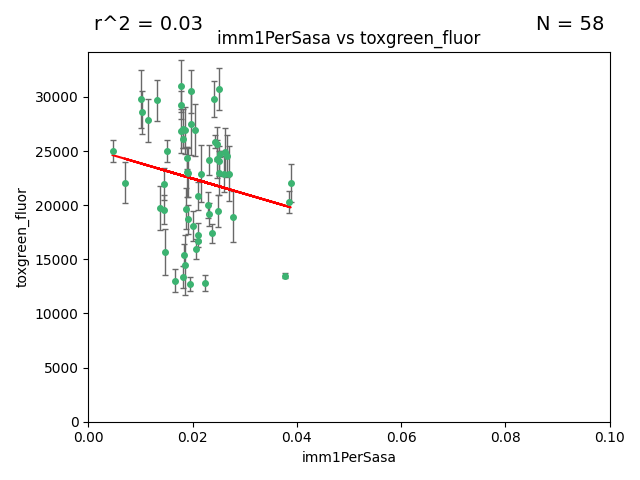 r^2 = 0.03
N = 58
imm1PerSasa vs toxgreen_fluor
toxgreen_fluor
30000
25000
20000
15000
10000
5000
0
0.00
0.02
0.04
0.06
0.08
0.10
imm1PerSasa